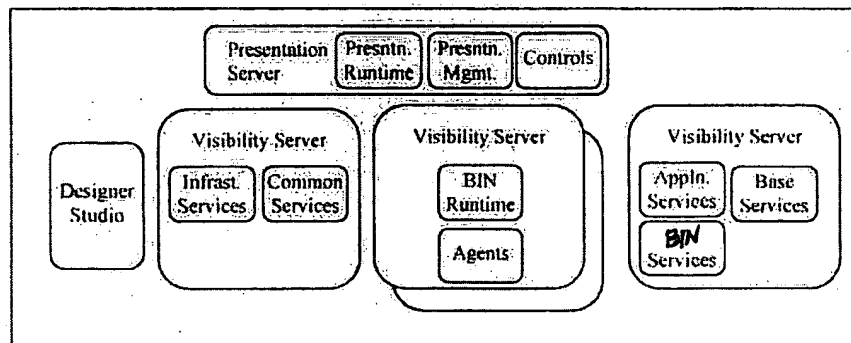 Presentation
Server
Presntn.
Runtime
Presntn.
Mgmt.
Controls
Designer
Studio
Visibility Server
Infrast.
Services
Common
Services
Visibility Server
BIN
Runtime
Agents
Visibility Server
Appln.
Services
Base
Services
BIN
Services